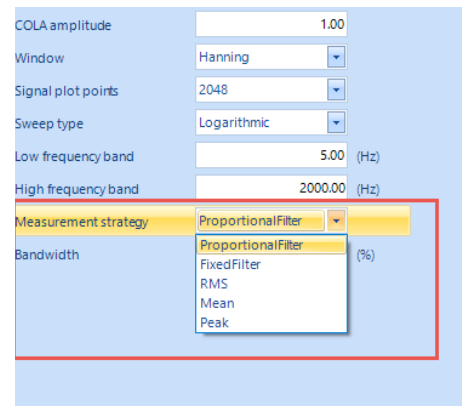 COLA amplitude 1.00
Window Hanning
Signal plot points 2048
Sweep type Logarithmic
Low frequency band 5.00 (Hz)
High frequency band 2000.00 (Hz)
Measurement strategy ProportionalFilter
Bandwidth ProportionalFilter (%)
FixedFilter
RMS
Mean
Peak